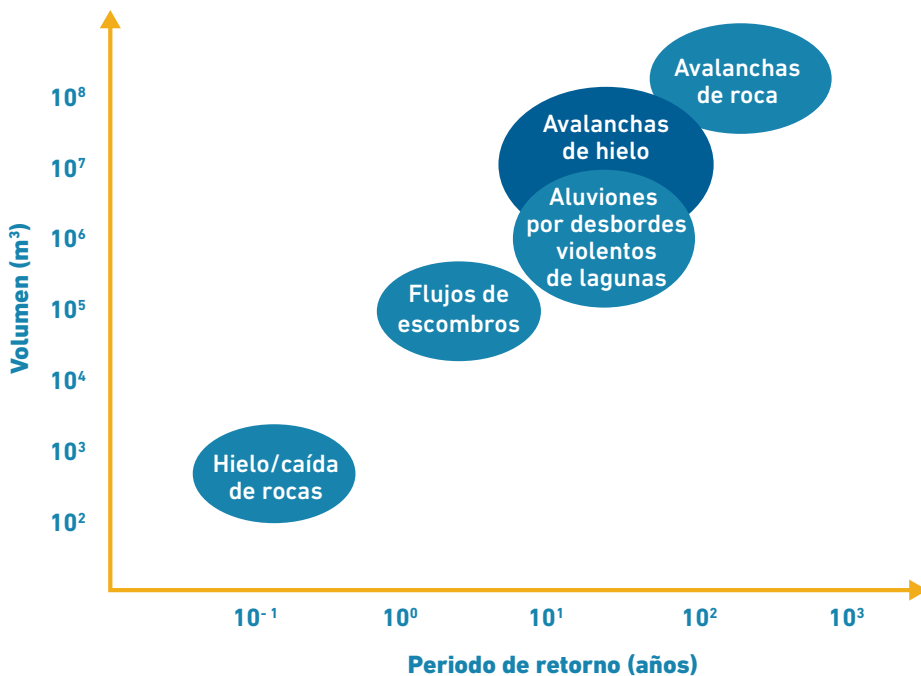 Volumen (m³)
10⁸
10⁷
10⁶
10⁵
10⁴
10³
10²
Avalanchas
de roca
Avalanchas
de hielo
Aluviones
por desbordes
violentos
de lagunas
Flujos de
escombros
Hielo/caída
de rocas
10⁻¹
10⁰
10¹
10²
10³
Periodo de retorno (años)